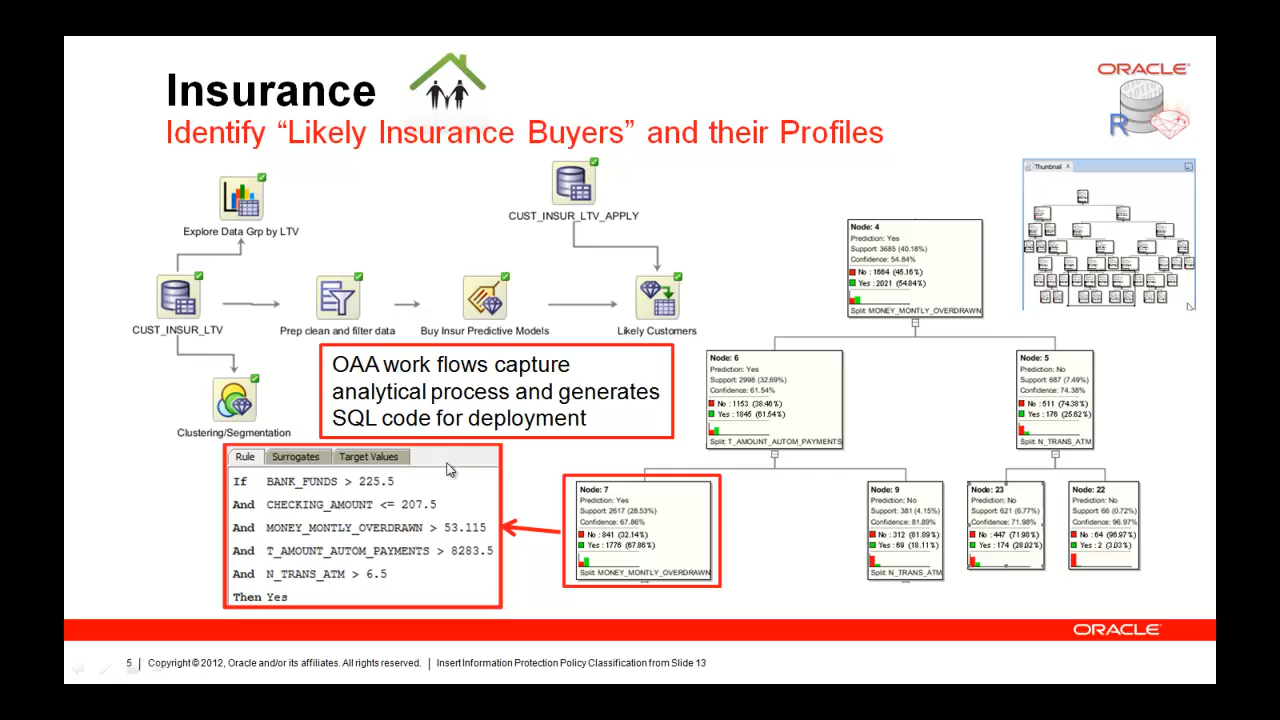 Insurance
Identify “Likely Insurance Buyers” and their Profiles
ORACLE
R
Explore Data Grp by LTV
CUST_INSUR_LTV_APPLY
CUST_INSUR_LTV
Prep clean and filter data
Buy Insur Predictive Models
Likely Customers
Clustering/Segmentation
OAA work flows capture
analytical process and generates
SQL code for deployment
Rule Surrogates Target Values
If BANK_FUNDS > 225.5
And CHECKING_AMOUNT <= 207.5
And MONEY_MONTLY_OVERDRAWN > 53.115
And T_AMOUNT_AUTOM_PAYMENTS > 8283.5
And N_TRANS_ATM > 6.5
Then Yes
Thumbnail x
Node: 4
Prediction: Yes
Support: 3685 (40.18%)
Confidence: 54.84%
No : 1664 (45.16%)
Yes : 2021 (54.84%)
Split: MONEY_MONTLY_OVERDRAWN
Node: 6
Prediction: Yes
Support: 2998 (32.69%)
Confidence: 61.54%
No : 1153 (38.46%)
Yes : 1845 (61.54%)
Split: T_AMOUNT_AUTOM_PAYMENTS
Node: 5
Prediction: No
Support: 687 (7.49%)
Confidence: 74.38%
No : 511 (74.38%)
Yes : 176 (25.62%)
Split: N_TRANS_ATM
Node: 7
Prediction: Yes
Support: 2617 (28.53%)
Confidence: 67.86%
No : 841 (32.14%)
Yes : 1776 (67.86%)
Split: MONEY_MONTLY_OVERDRAWN
Node: 9
Prediction: No
Support: 381 (4.15%)
Confidence: 81.89%
No : 312 (81.89%)
Yes : 69 (18.11%)
Split: N_TRANS_ATM
Node: 23
Prediction: No
Support: 621 (6.77%)
Confidence: 71.98%
No : 447 (71.98%)
Yes : 174 (28.02%)
Node: 22
Prediction: No
Support: 66 (0.72%)
Confidence: 96.97%
No : 64 (96.97%)
Yes : 2 (3.03%)
ORACLE
5 | Copyright © 2012, Oracle and/or its affiliates. All rights reserved. | Insert Information Protection Policy Classification from Slide 13